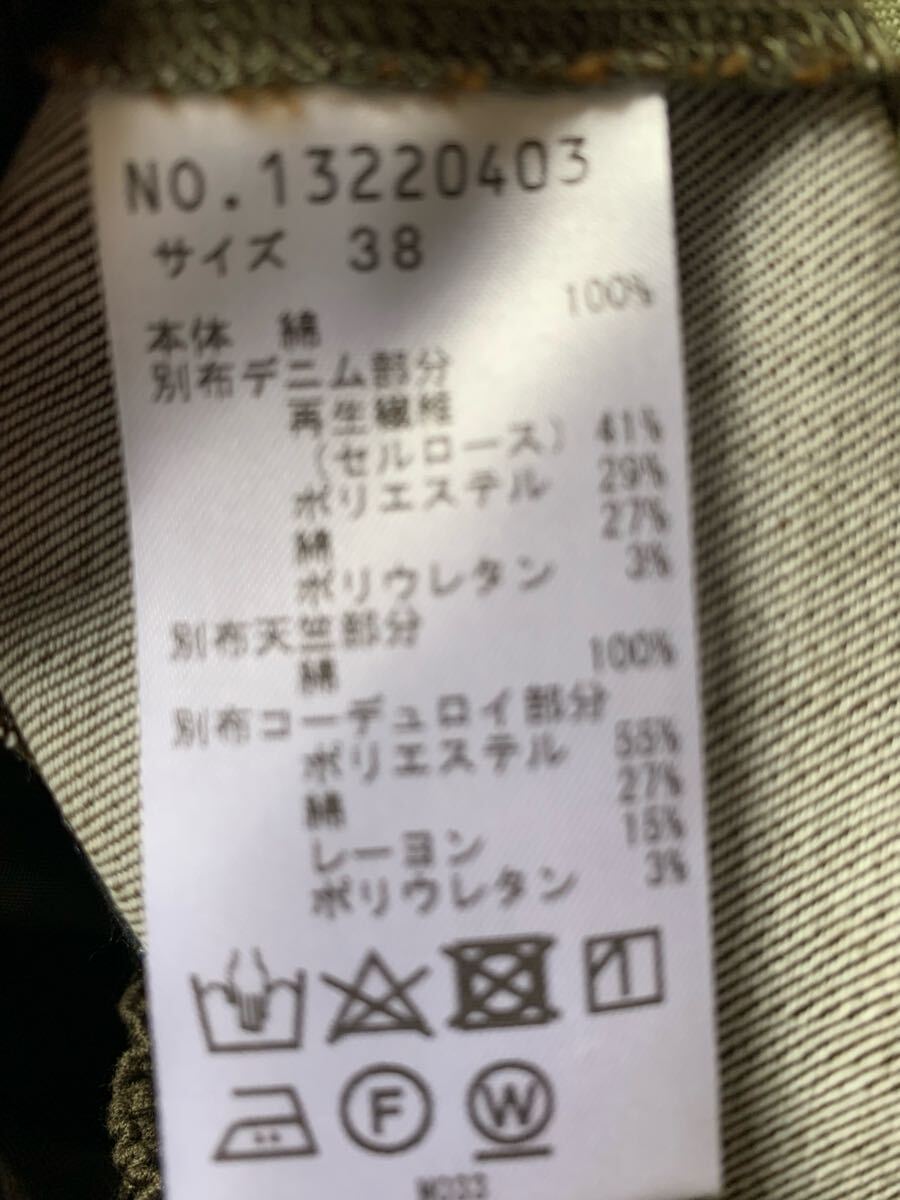 NO.13220403
サイズ 38
本体 綿 100%
別布デニム部分
再生繊維
(セルロース) 41%
ポリエステル 29%
綿 27%
ポリウレタン 3%
別布天竺部分
綿 100%
別布コーデュロイ部分
ポリエステル 55%
綿 27%
レーヨン 15%
ポリウレタン 3%
F W
W033